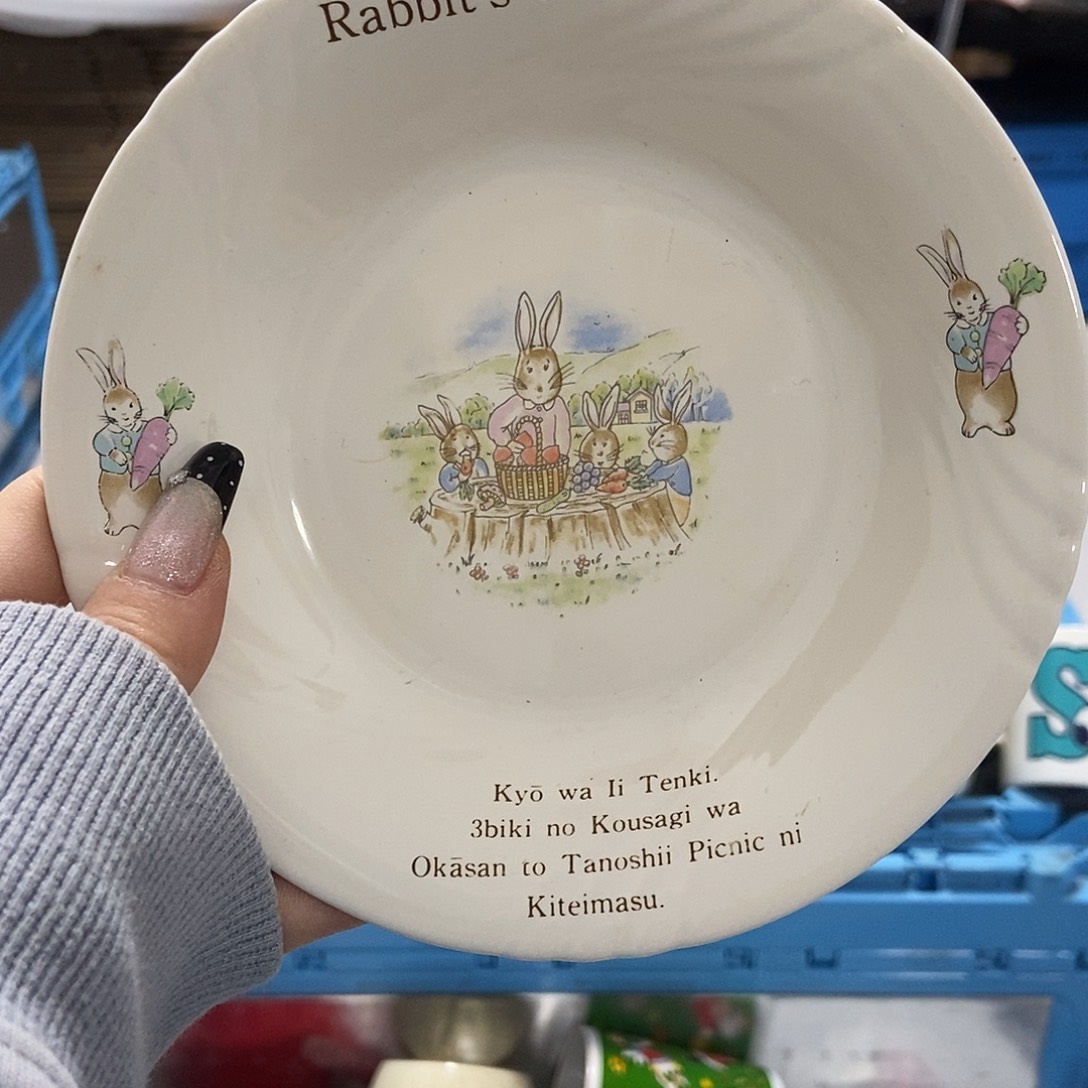 Rabbit's
Kyō wa Ii Tenki.
3biki no Kousagi wa
Okāsan to Tanoshii Picnic ni
Kiteimasu.